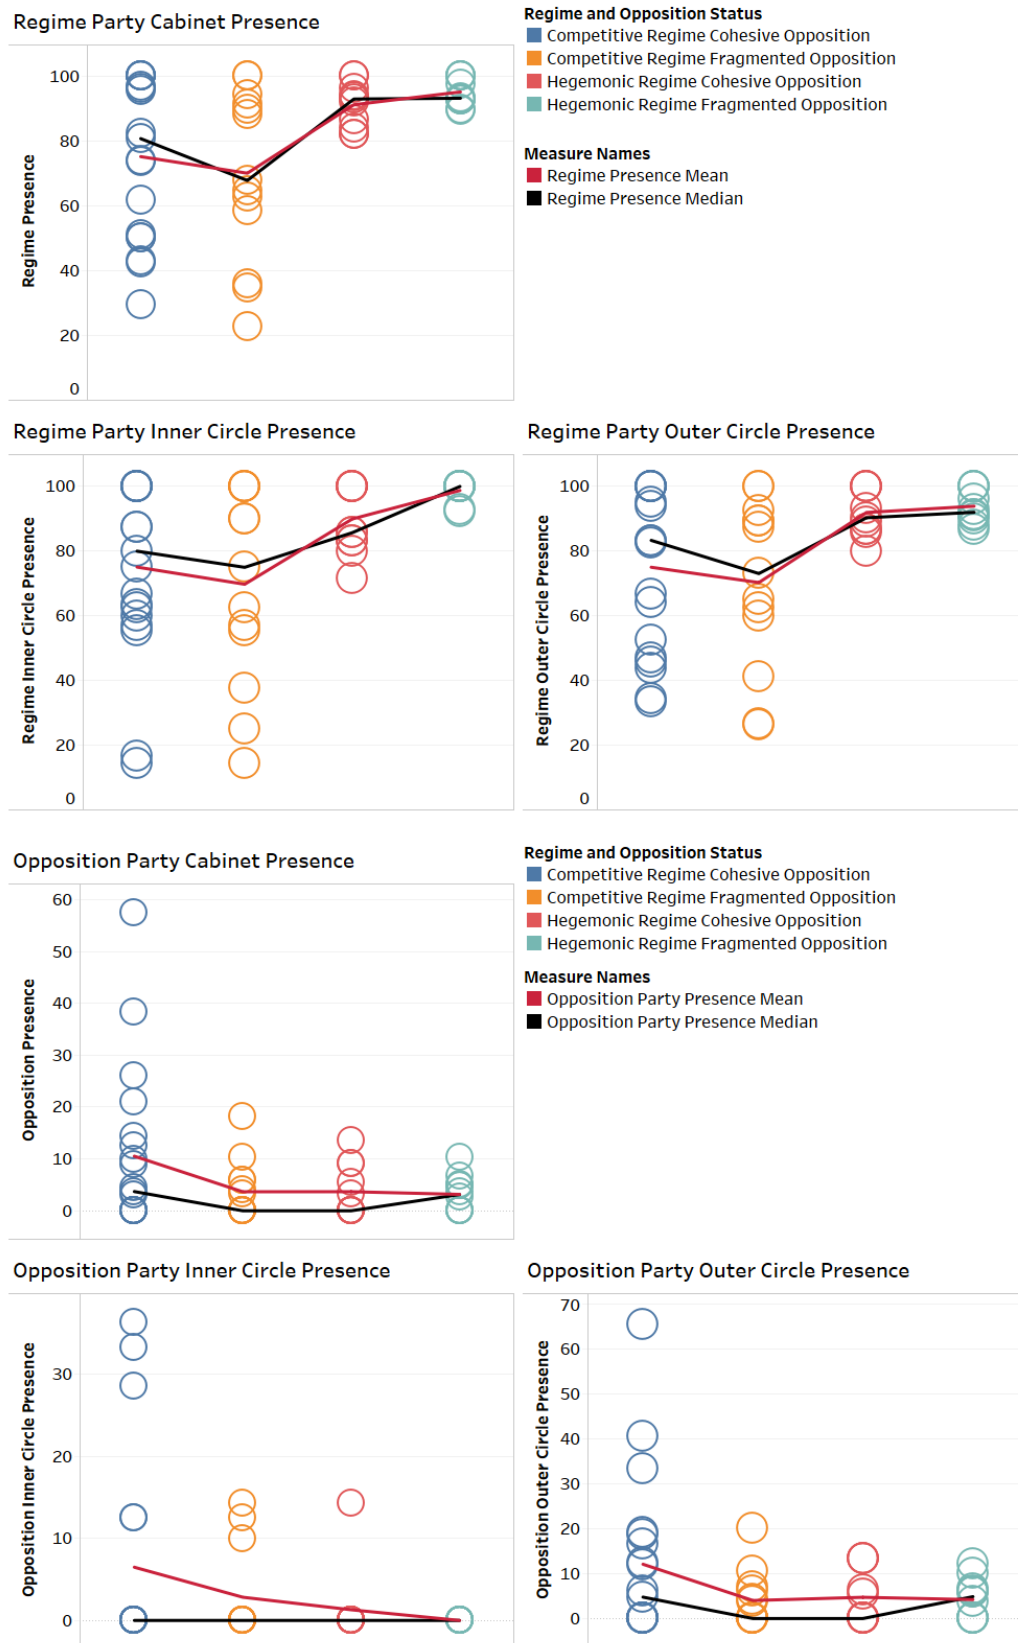 Regime Party Cabinet Presence
Regime Presence
100
80
60
40
20
0
Regime and Opposition Status
Competitive Regime Cohesive Opposition
Competitive Regime Fragmented Opposition
Hegemonic Regime Cohesive Opposition
Hegemonic Regime Fragmented Opposition
Measure Names
Regime Presence Mean
Regime Presence Median
Regime Party Inner Circle Presence
Regime Inner Circle Presence
100
80
60
40
20
0
Regime Party Outer Circle Presence
Regime Outer Circle Presence
100
80
60
40
20
0
Opposition Party Cabinet Presence
Opposition Presence
60
50
40
30
20
10
0
Regime and Opposition Status
Competitive Regime Cohesive Opposition
Competitive Regime Fragmented Opposition
Hegemonic Regime Cohesive Opposition
Hegemonic Regime Fragmented Opposition
Measure Names
Opposition Party Presence Mean
Opposition Party Presence Median
Opposition Party Inner Circle Presence
Opposition Inner Circle Presence
30
20
10
0
Opposition Party Outer Circle Presence
Opposition Outer Circle Presence
70
60
50
40
30
20
10
0